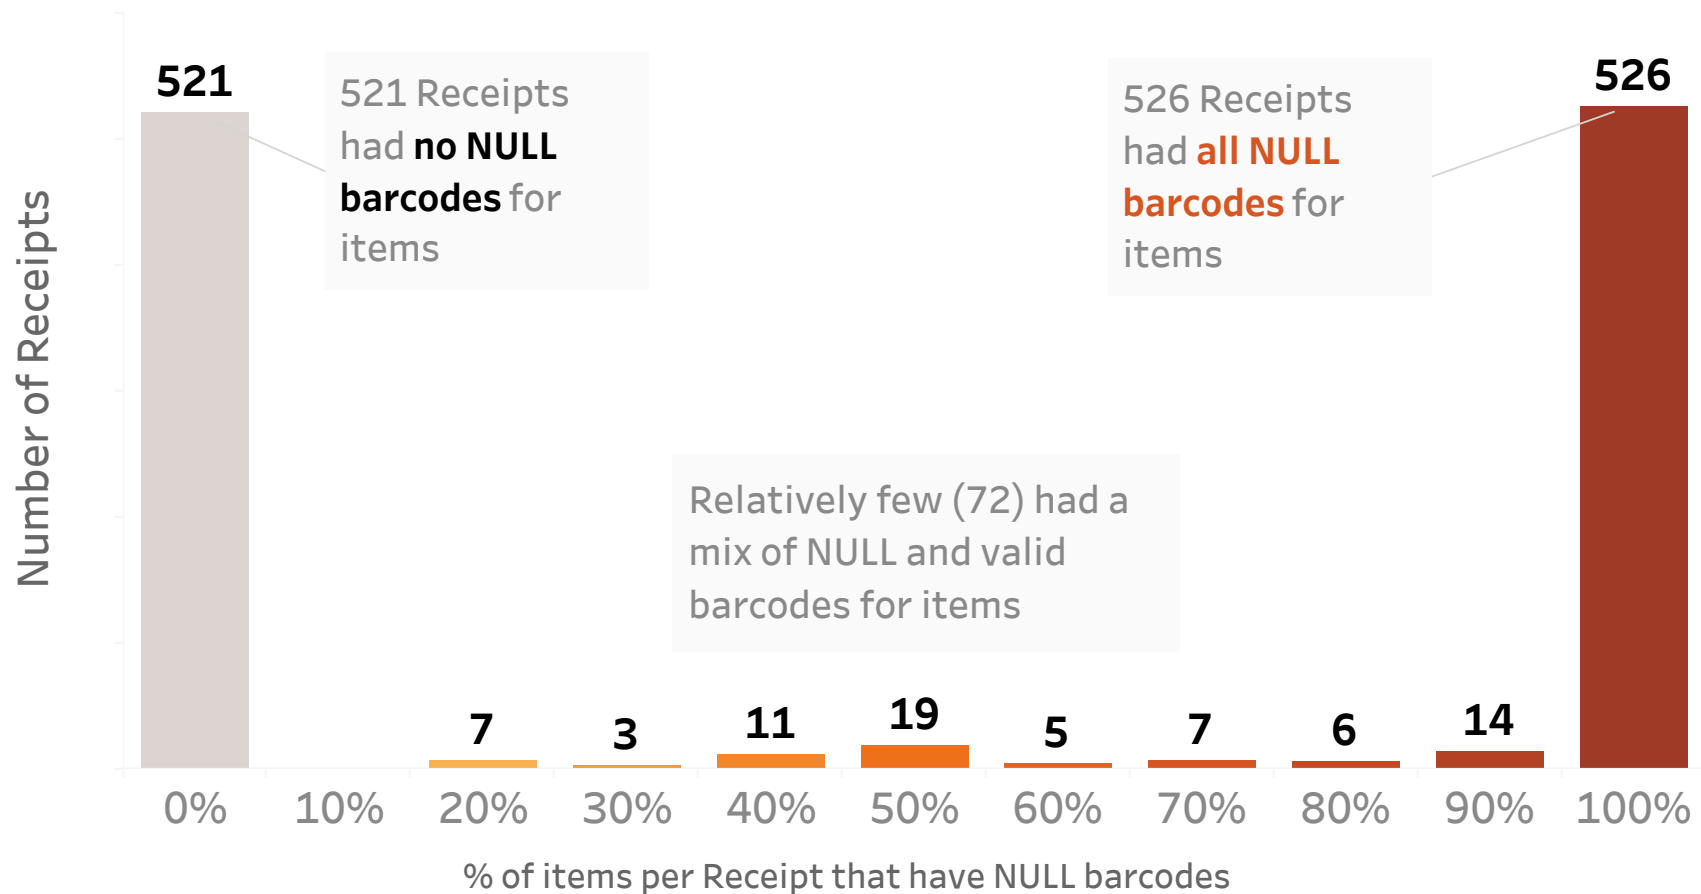 521
521 Receipts
had no NULL
barcodes for
items
526 Receipts
had all NULL
barcodes for
items
526
Number of Receipts
Relatively few (72) had a
mix of NULL and valid
barcodes for items
7
3
11
19
5
7
6
14
0% 10% 20% 30% 40% 50% 60% 70% 80% 90% 100%
% of items per Receipt that have NULL barcodes